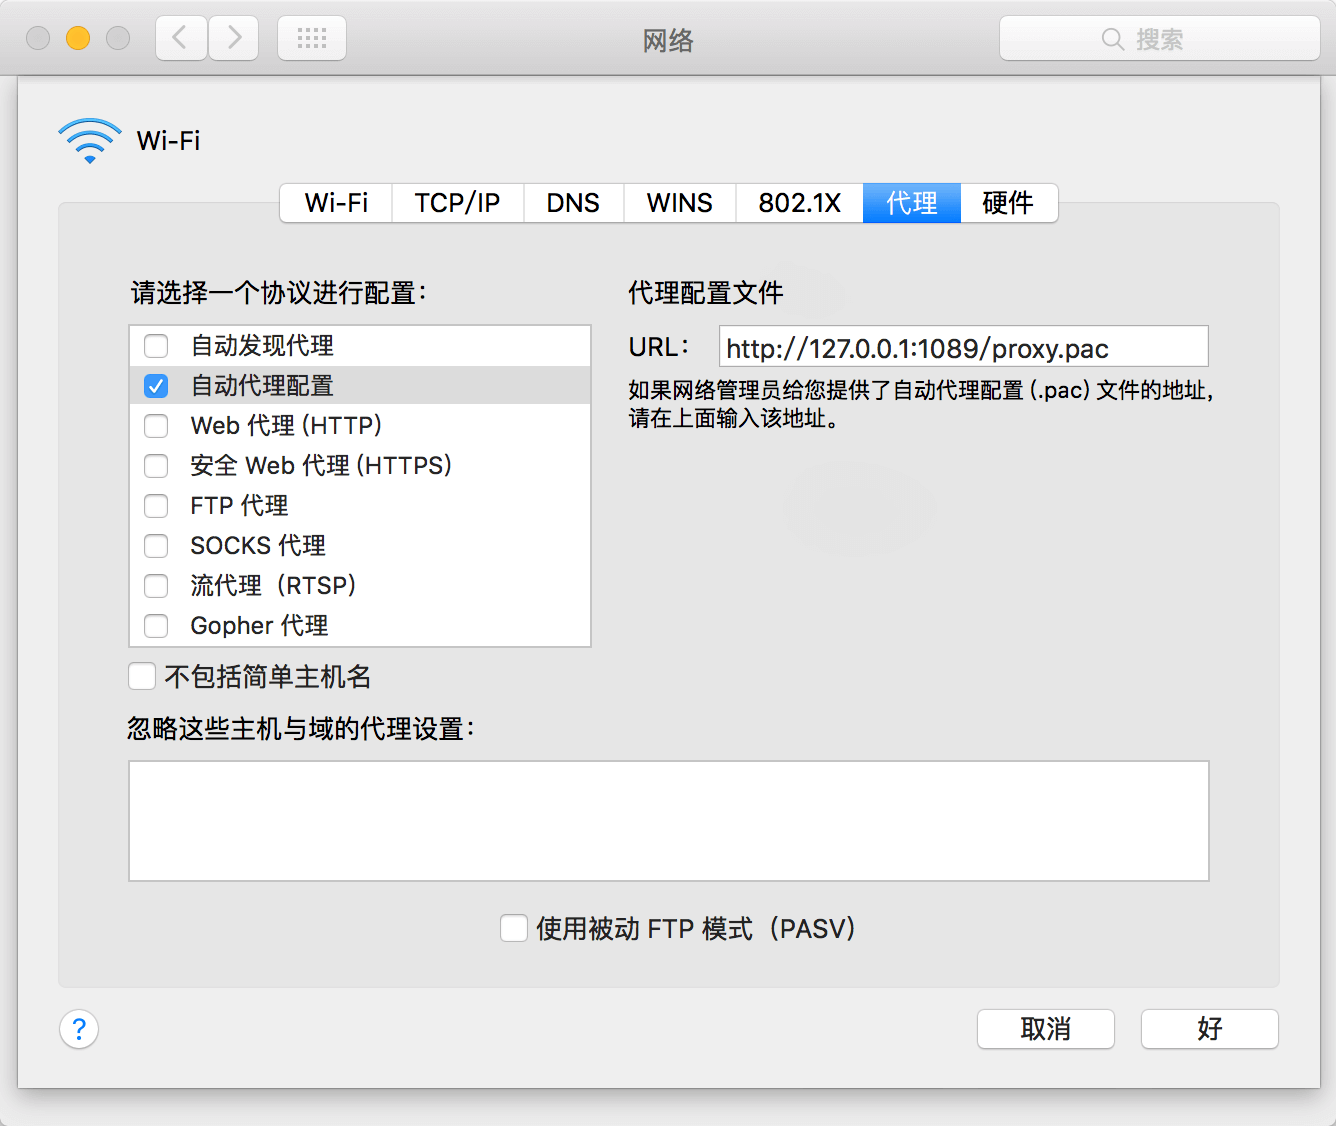 网络
搜索
Wi-Fi
Wi-Fi TCP/IP DNS WINS 802.1X 代理 硬件
请选择一个协议进行配置：
自动发现代理
自动代理配置
Web 代理 (HTTP)
安全 Web 代理 (HTTPS)
FTP 代理
SOCKS 代理
流代理（RTSP）
Gopher 代理
代理配置文件
URL： http://127.0.0.1:1089/proxy.pac
如果网络管理员给您提供了自动代理配置 (.pac) 文件的地址，
请在上面输入该地址。
不包括简单主机名
忽略这些主机与域的代理设置：
使用被动 FTP 模式（PASV）
?
取消
好